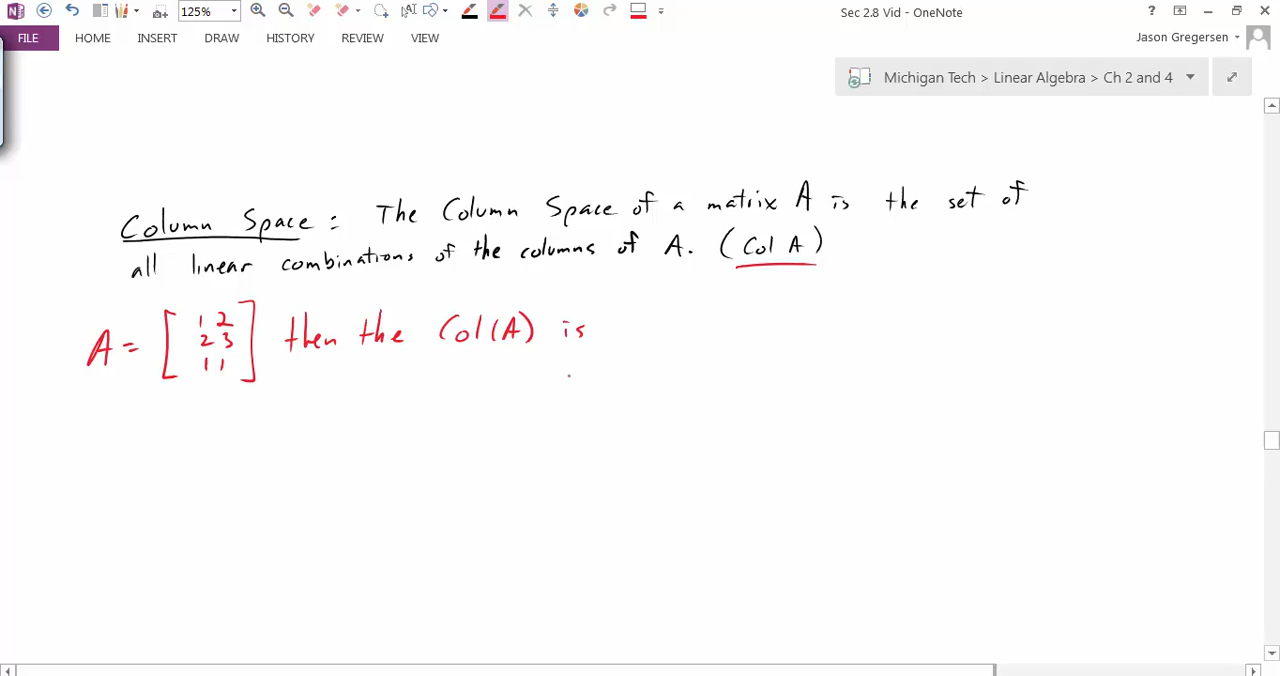 125%
Sec 2.8 Vid - OneNote
?
FILE HOME INSERT DRAW HISTORY REVIEW VIEW
Jason Gregersen
Michigan Tech > Linear Algebra > Ch 2 and 4
Column Space : The Column Space of a matrix A is the set of
all linear combinations of the columns of A. (Col A)
A = [ 1 2
2 3
1 1 ] then the Col(A) is